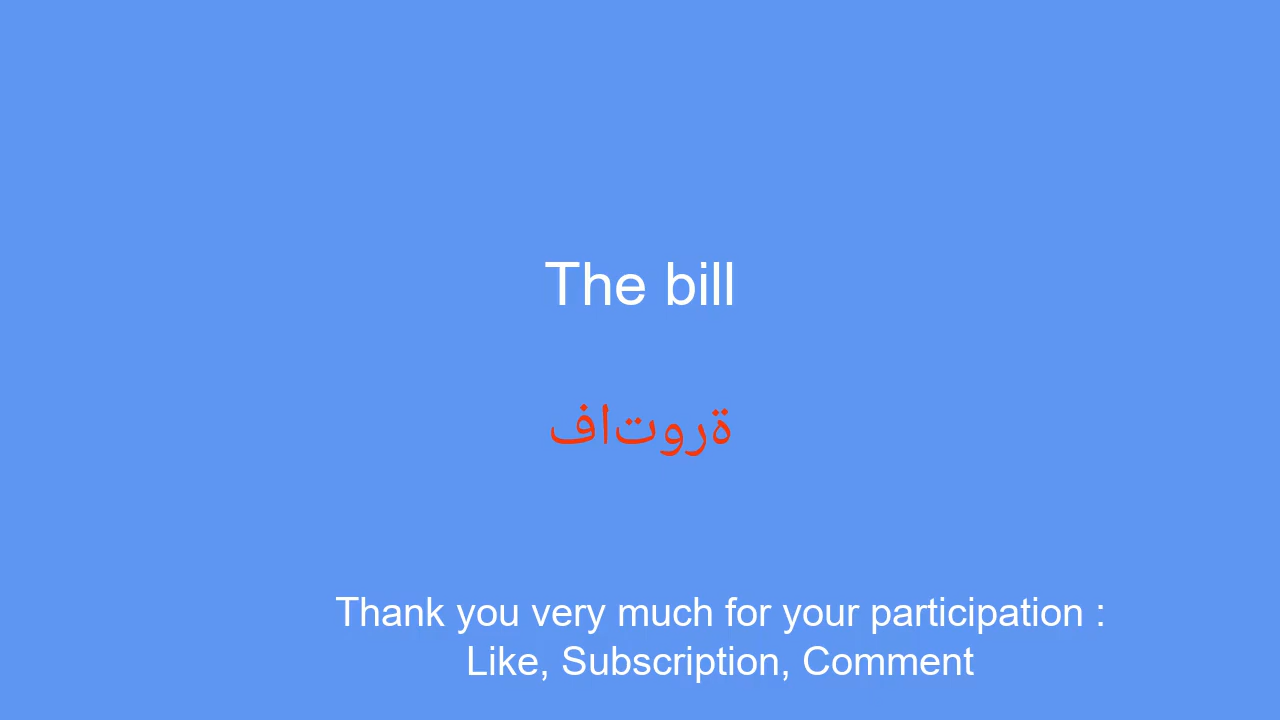 The bill
فاتورة
Thank you very much for your participation :
Like, Subscription, Comment